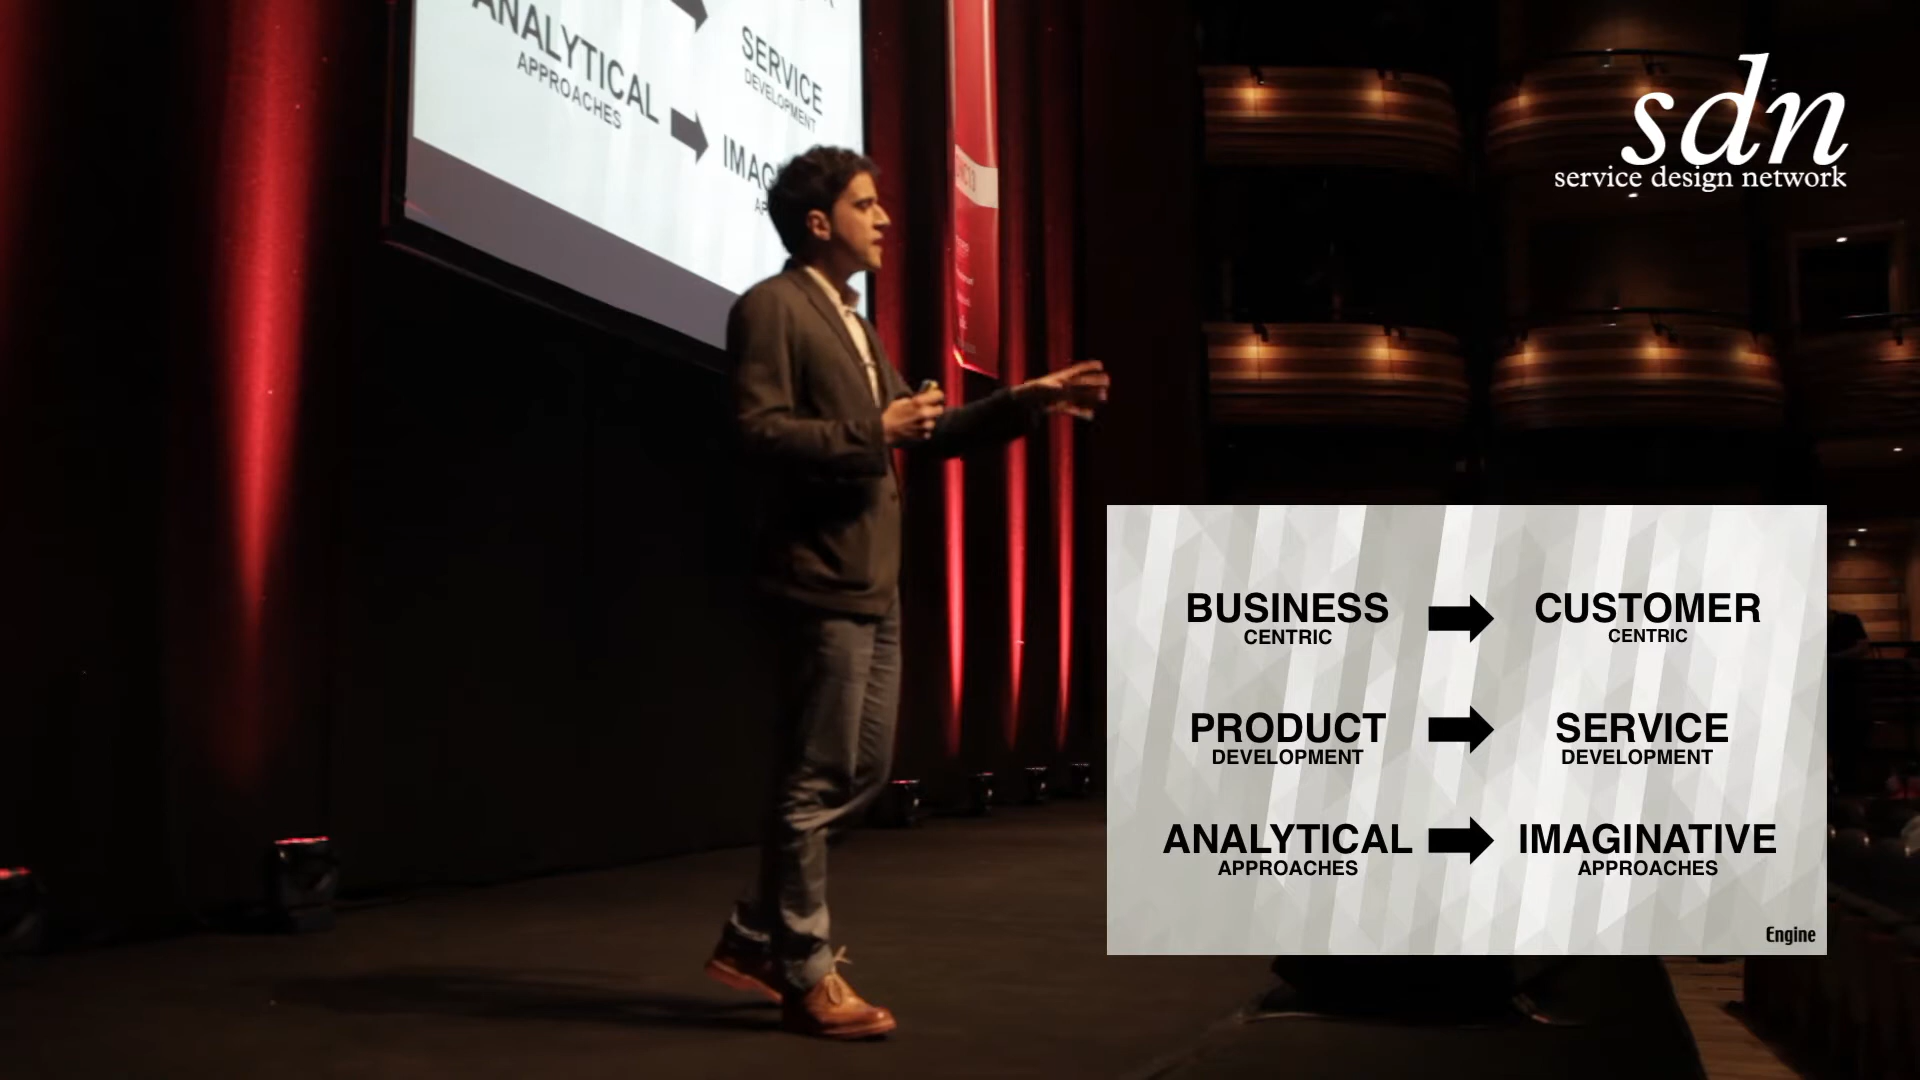 ANALYTICAL
APPROACHES
SERVICE
DEVELOPMENT
sdn
service design network
BUSINESS
CENTRIC
CUSTOMER
CENTRIC
PRODUCT
DEVELOPMENT
SERVICE
DEVELOPMENT
ANALYTICAL
APPROACHES
IMAGINATIVE
APPROACHES
Engine